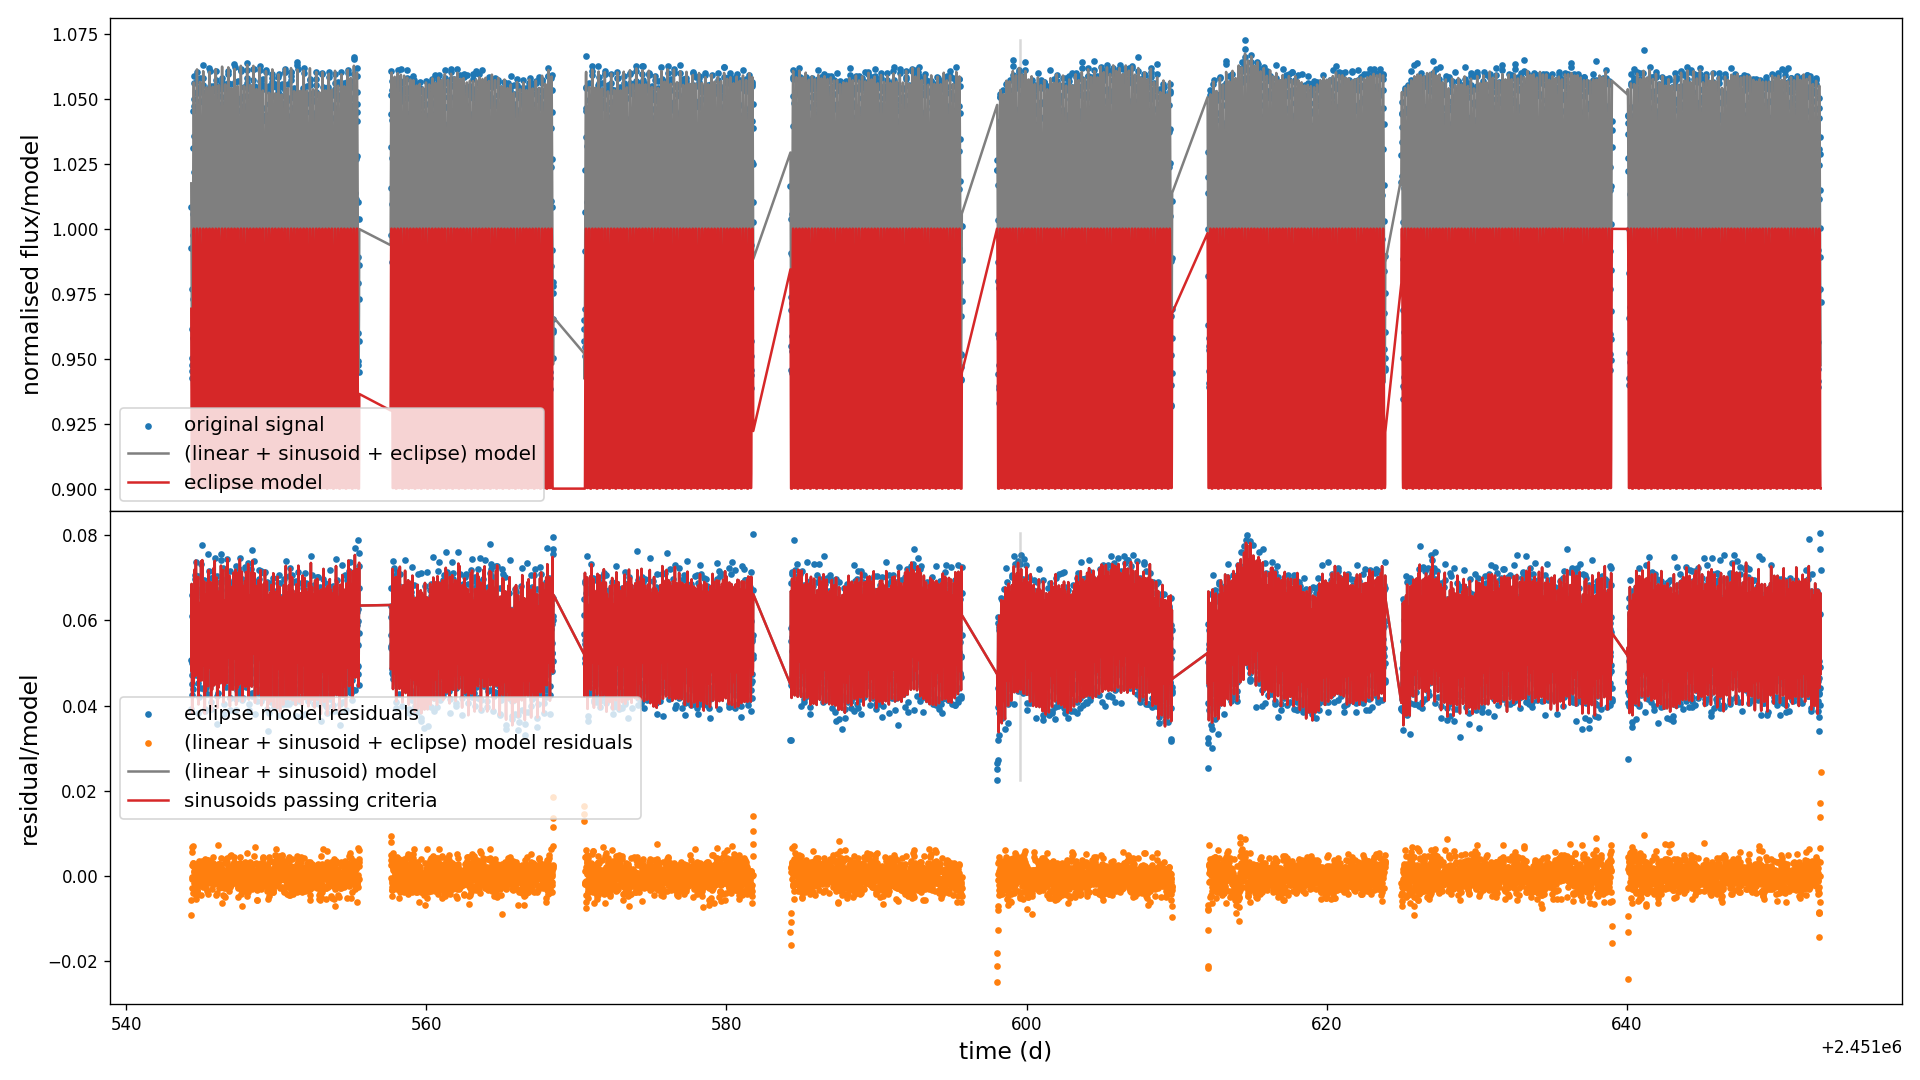 1.075
1.050
1.025
1.000
0.975
0.950
0.925
0.900
normalised flux/model
original signal
(linear + sinusoid + eclipse) model
eclipse model
0.08
0.06
0.04
0.02
0.00
−0.02
residual/model
eclipse model residuals
(linear + sinusoid + eclipse) model residuals
(linear + sinusoid) model
sinusoids passing criteria
540
560
580
600
620
640
time (d)
+2.451e6